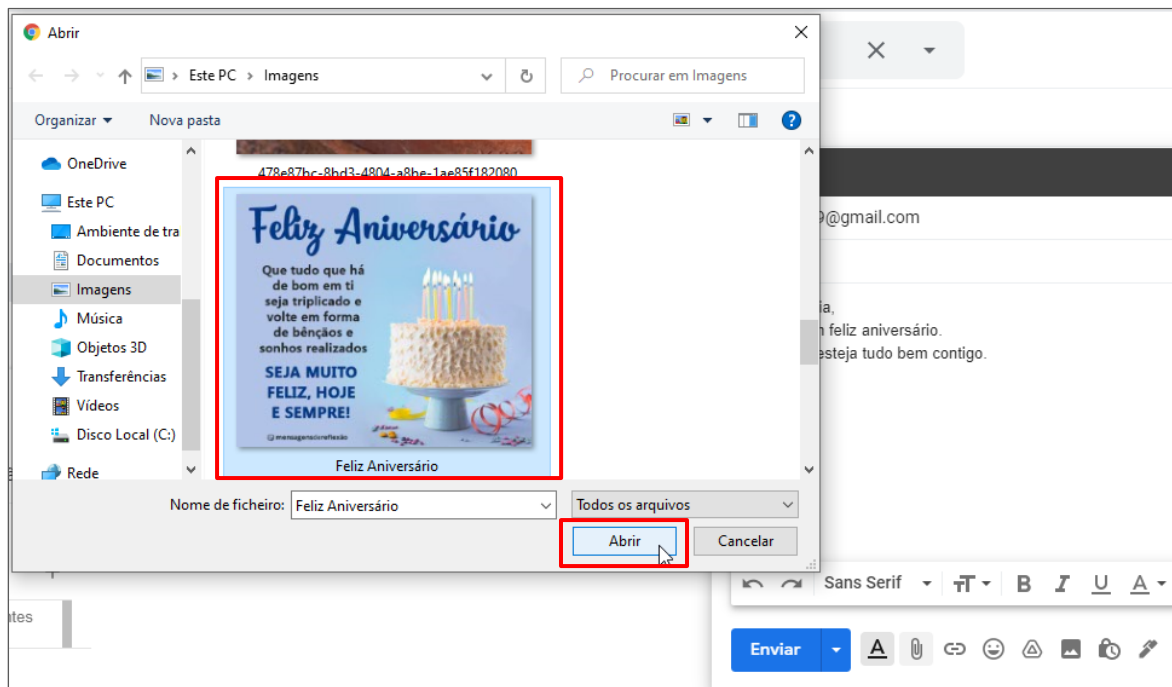 Abrir
Este PC > Imagens
Procurar em Imagens
Organizar
Nova pasta
OneDrive
Este PC
Ambiente de tra
Documentos
Imagens
Música
Objetos 3D
Transferências
Vídeos
Disco Local (C:)
Rede
478e87bc-8bd3-4804-a8be-1ae85f182080
Feliz Aniversário
Que tudo que há
de bom em ti
seja triplicado e
volte em forma
de bênçãos e
sonhos realizados
SEJA MUITO
FELIZ, HOJE
E SEMPRE!
@mensagensdareflexão
Feliz Aniversário
Nome de ficheiro: Feliz Aniversário
Todos os arquivos
Abrir
Cancelar
9@gmail.com
ia,
feliz aniversário.
esteja tudo bem contigo.
Sans Serif
B I U A
Enviar
A
ntes